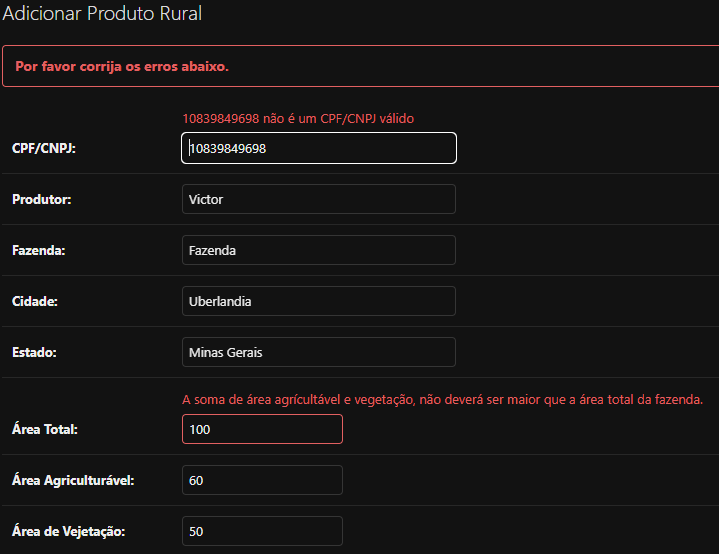 Adicionar Produto Rural
Por favor corrija os erros abaixo.
10839849698 não é um CPF/CNPJ válido
CPF/CNPJ: 10839849698
Produtor: Victor
Fazenda: Fazenda
Cidade: Uberlandia
Estado: Minas Gerais
A soma de área agrícultável e vegetação, não deverá ser maior que a área total da fazenda.
Área Total: 100
Área Agriculturável: 60
Área de Vejetação: 50